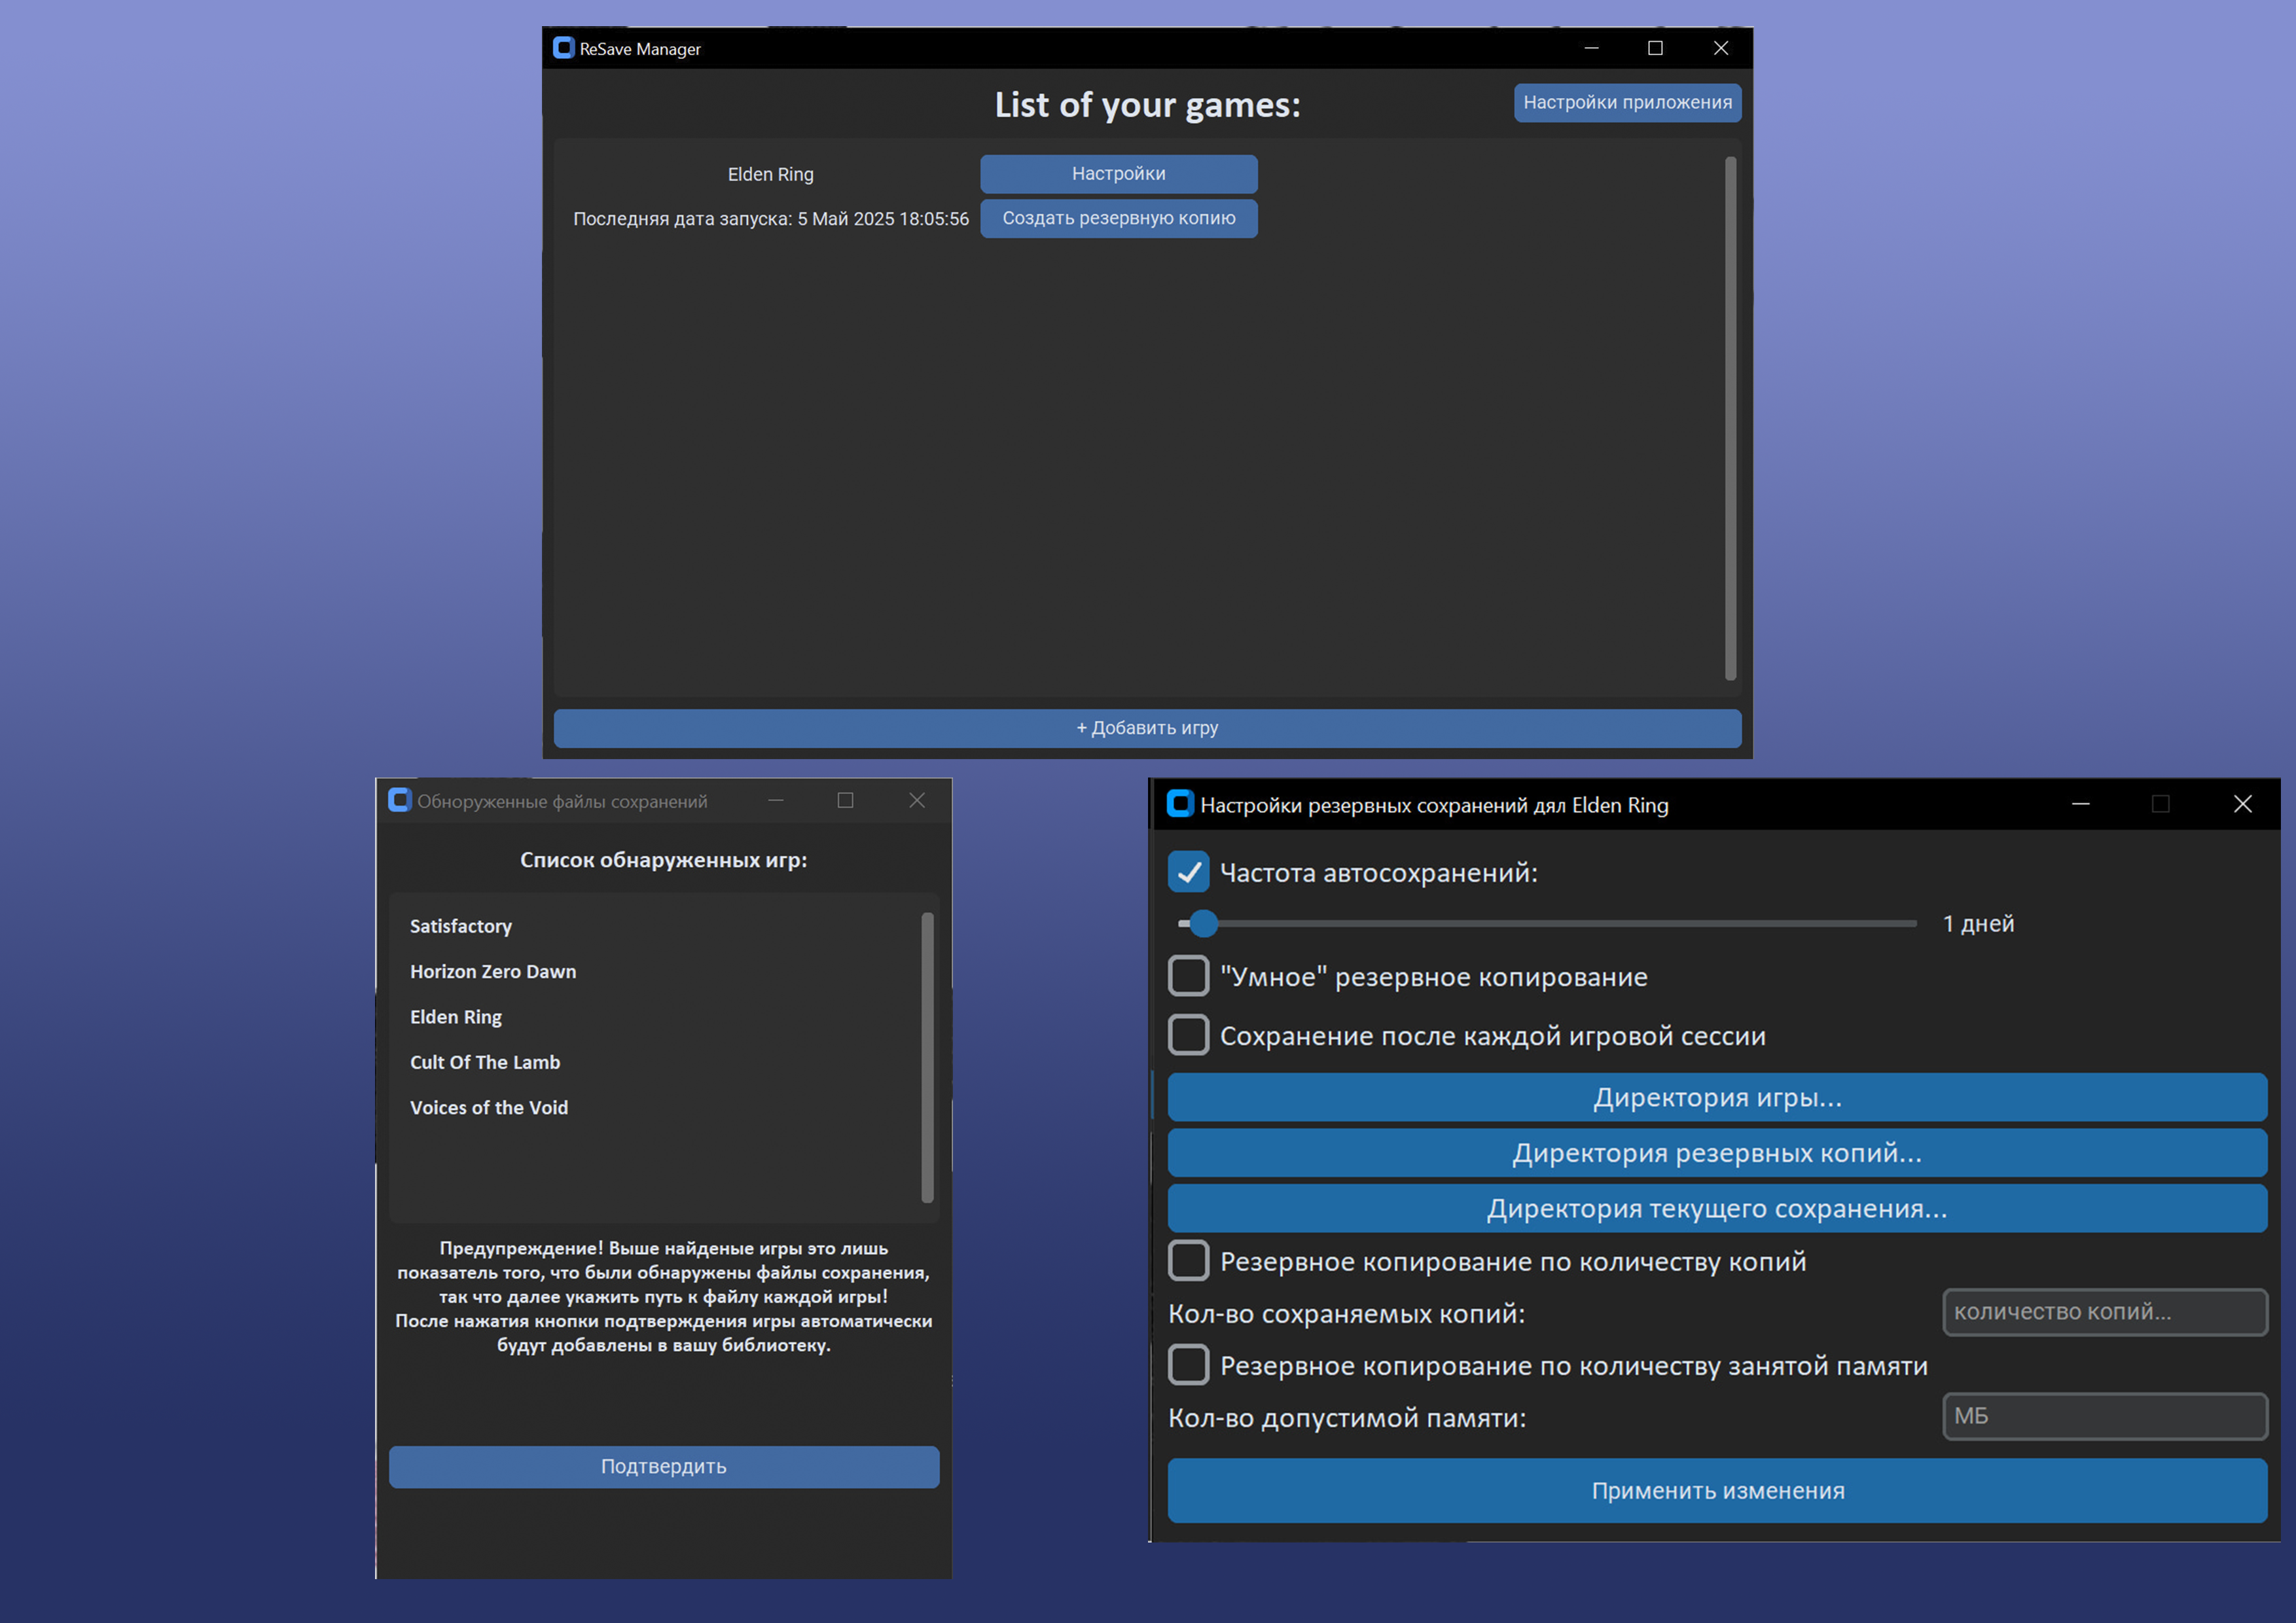 ReSave Manager
List of your games:
Настройки приложения
Elden Ring
Настройки
Последняя дата запуска: 5 Май 2025 18:05:56
Создать резервную копию
+ Добавить игру
Обноруженные файлы сохранений
Список обнаруженных игр:
Satisfactory
Horizon Zero Dawn
Elden Ring
Cult Of The Lamb
Voices of the Void
Предупреждение! Выше найденые игры это лишь
показатель того, что были обнаружены файлы сохранения,
так что далее укажить путь к файлу каждой игры!
После нажатия кнопки подтверждения игры автоматически
будут добавлены в вашу библиотеку.
Подтвердить
Настройки резервных сохранений дял Elden Ring
Частота автосохранений:
1 дней
"Умное" резервное копирование
Сохранение после каждой игровой сессии
Директория игры...
Директория резервных копий...
Директория текущего сохранения...
Резервное копирование по количеству копий
Кол-во сохраняемых копий:
количество копий...
Резервное копирование по количеству занятой памяти
Кол-во допустимой памяти:
МБ
Применить изменения